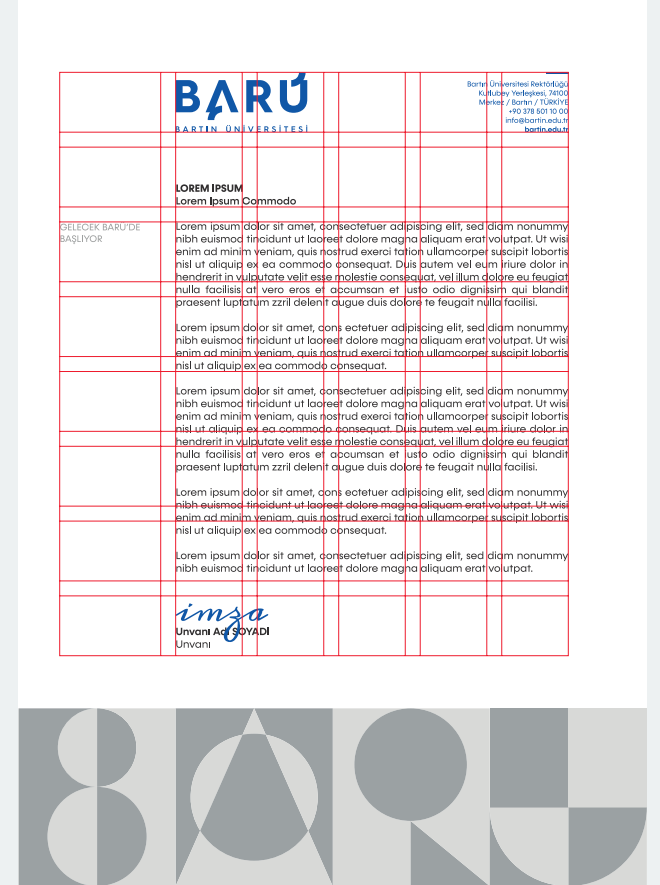 BARÜ
BARTIN ÜNİVERSİTESİ
Bartın Üniversitesi Rektörlüğü
Kutlubey Yerleşkesi, 74100
Merkez / Bartın / TÜRKİYE
+90 378 501 10 00
info@bartin.edu.tr
bartin.edu.tr
LOREM IPSUM
Lorem Ipsum Commodo
GELECEK BARÜ'DE
BAŞLIYOR
Lorem ipsum dolor sit amet, consectetuer adipiscing elit, sed diam nonummy
nibh euismod tincidunt ut laoreet dolore magna aliquam erat volutpat. Ut wisi
enim ad minim veniam, quis nostrud exerci tation ullamcorper suscipit lobortis
nisl ut aliquip ex ea commodo consequat. Duis autem vel eum iriure dolor in
hendrerit in vulputate velit esse molestie consequat, vel illum dolore eu feugiat
nulla facilisis at vero eros et accumsan et iusto odio dignissim qui blandit
praesent luptatum zzril delenit augue duis dolore te feugait nulla facilisi.
Lorem ipsum dolor sit amet, cons ectetuer adipiscing elit, sed diam nonummy
nibh euismod tincidunt ut laoreet dolore magna aliquam erat volutpat. Ut wisi
enim ad minim veniam, quis nostrud exerci tation ullamcorper suscipit lobortis
nisl ut aliquip ex ea commodo consequat.
Lorem ipsum dolor sit amet, consectetuer adipiscing elit, sed diam nonummy
nibh euismod tincidunt ut laoreet dolore magna aliquam erat volutpat. Ut wisi
enim ad minim veniam, quis nostrud exerci tation ullamcorper suscipit lobortis
nisl ut aliquip ex ea commodo consequat. Duis autem vel eum iriure dolor in
hendrerit in vulputate velit esse molestie consequat, vel illum dolore eu feugiat
nulla facilisis at vero eros et accumsan et iusto odio dignissim qui blandit
praesent luptatum zzril delenit augue duis dolore te feugait nulla facilisi.
Lorem ipsum dolor sit amet, cons ectetuer adipiscing elit, sed diam nonummy
nibh euismod tincidunt ut laoreet dolore magna aliquam erat volutpat. Ut wisi
enim ad minim veniam, quis nostrud exerci tation ullamcorper suscipit lobortis
nisl ut aliquip ex ea commodo consequat.
Lorem ipsum dolor sit amet, consectetuer adipiscing elit, sed diam nonummy
nibh euismod tincidunt ut laoreet dolore magna aliquam erat volutpat.
imza
Unvanı Adı SOYADI
Unvanı
BARU